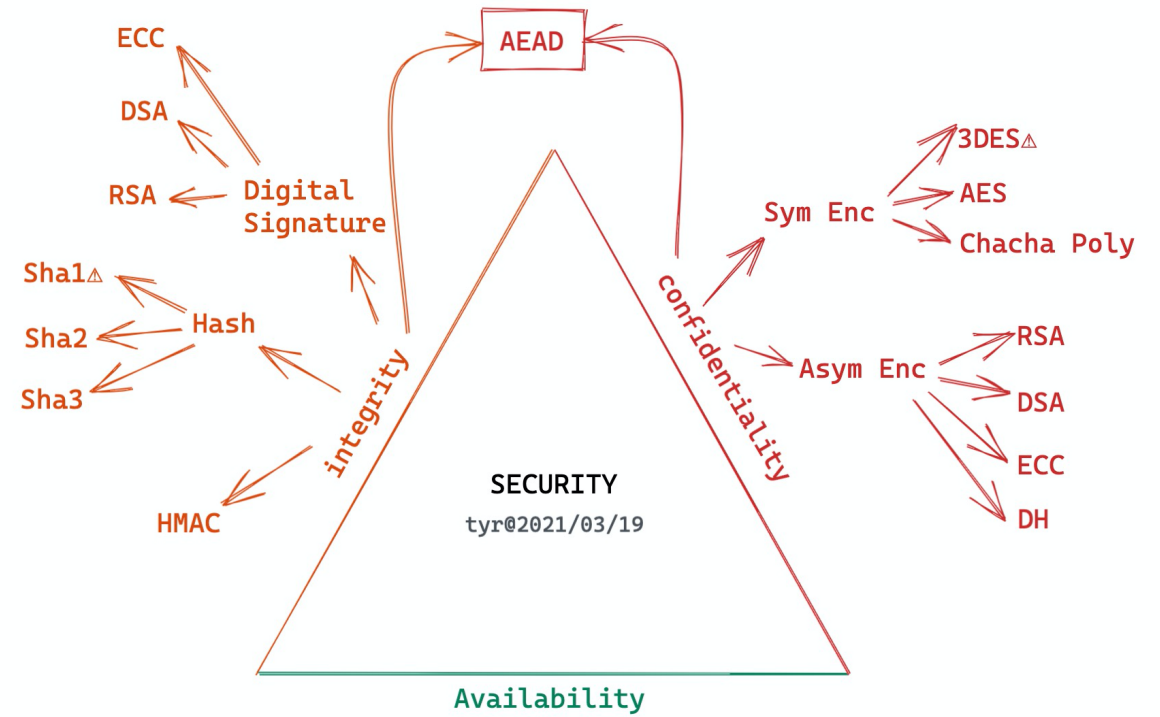 AEAD
ECC
DSA
RSA
Digital
Signature
Sha1⚠
Sha2
Sha3
Hash
HMAC
integrity
confidentiality
Sym Enc
3DES⚠
AES
Chacha Poly
Asym Enc
RSA
DSA
ECC
DH
SECURITY
tyr@2021/03/19
Availability